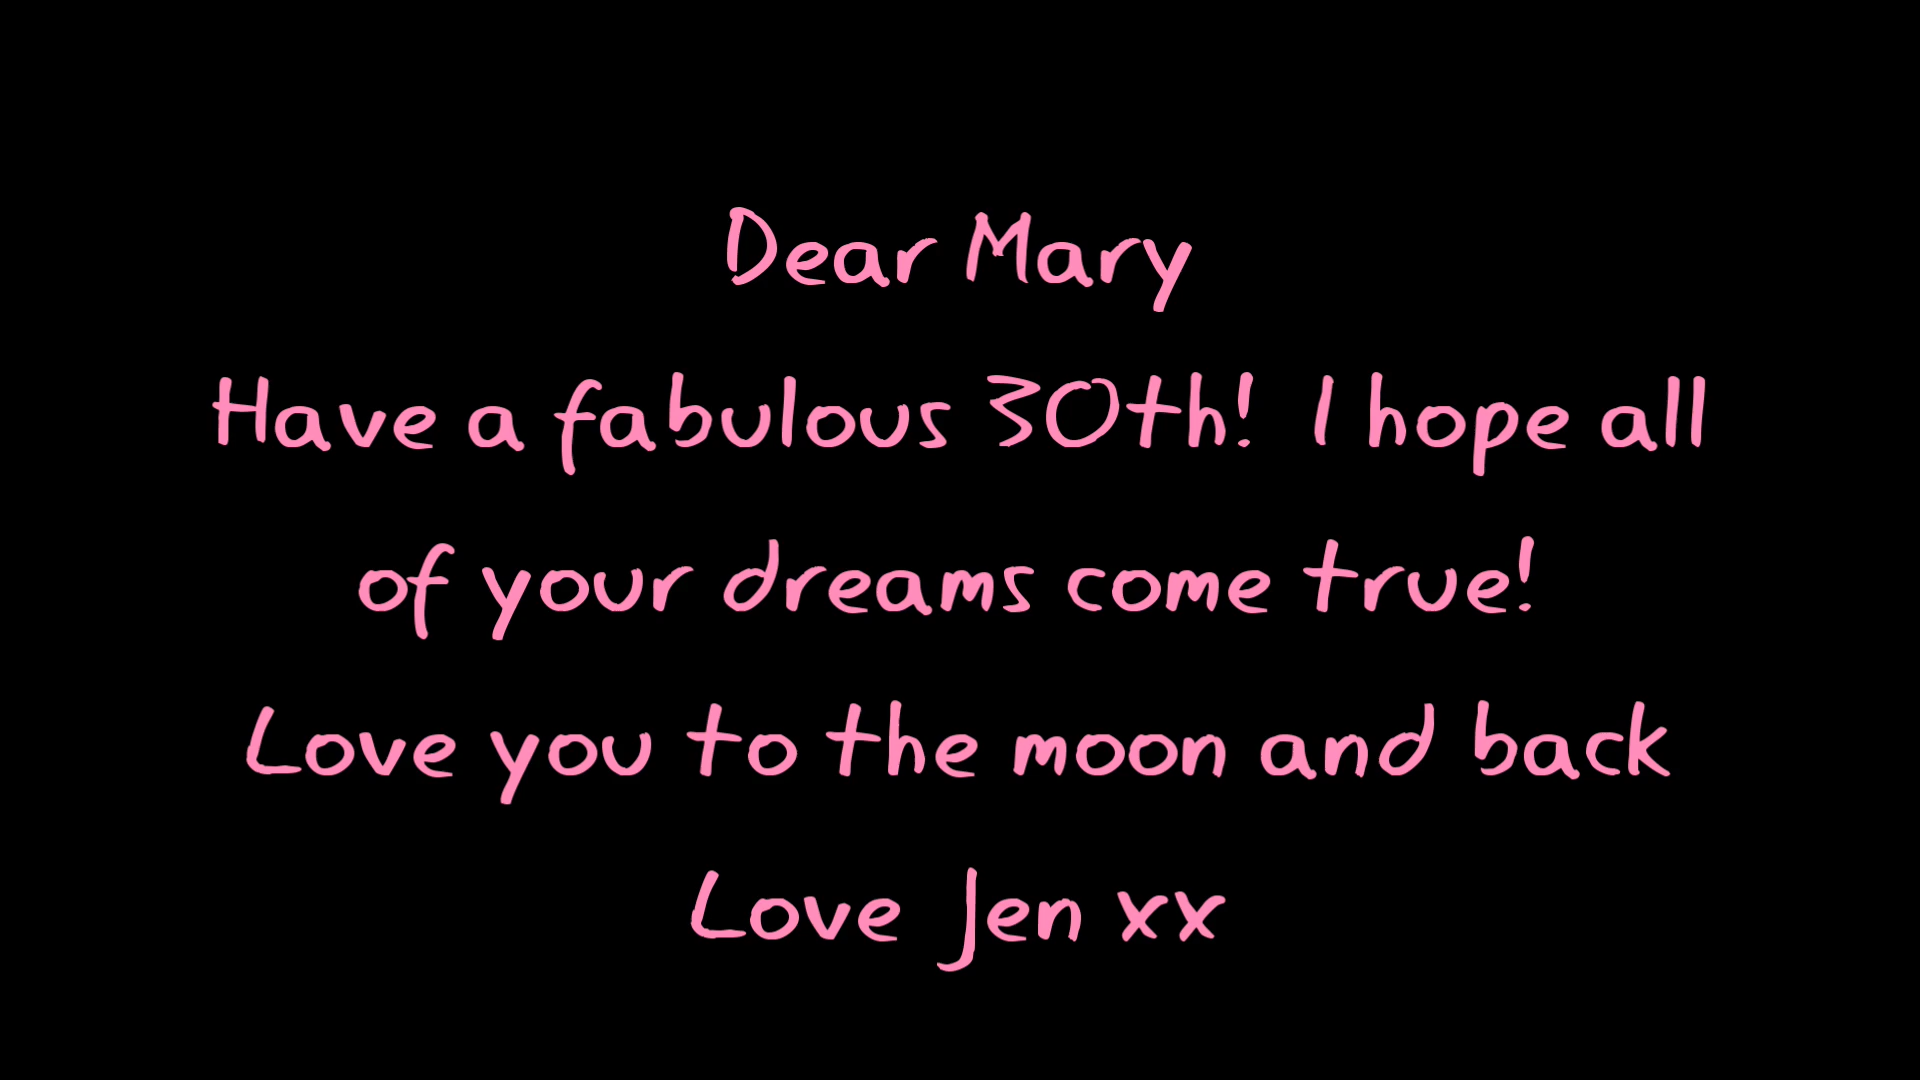 Dear Mary
Have a fabulous 30th!  I hope all
of your dreams come true!
Love you to the moon and back
Love Jen xx